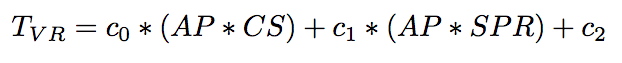 T_{VR} = c_0 * (AP * CS) + c_1 * (AP * SPR) + c_2